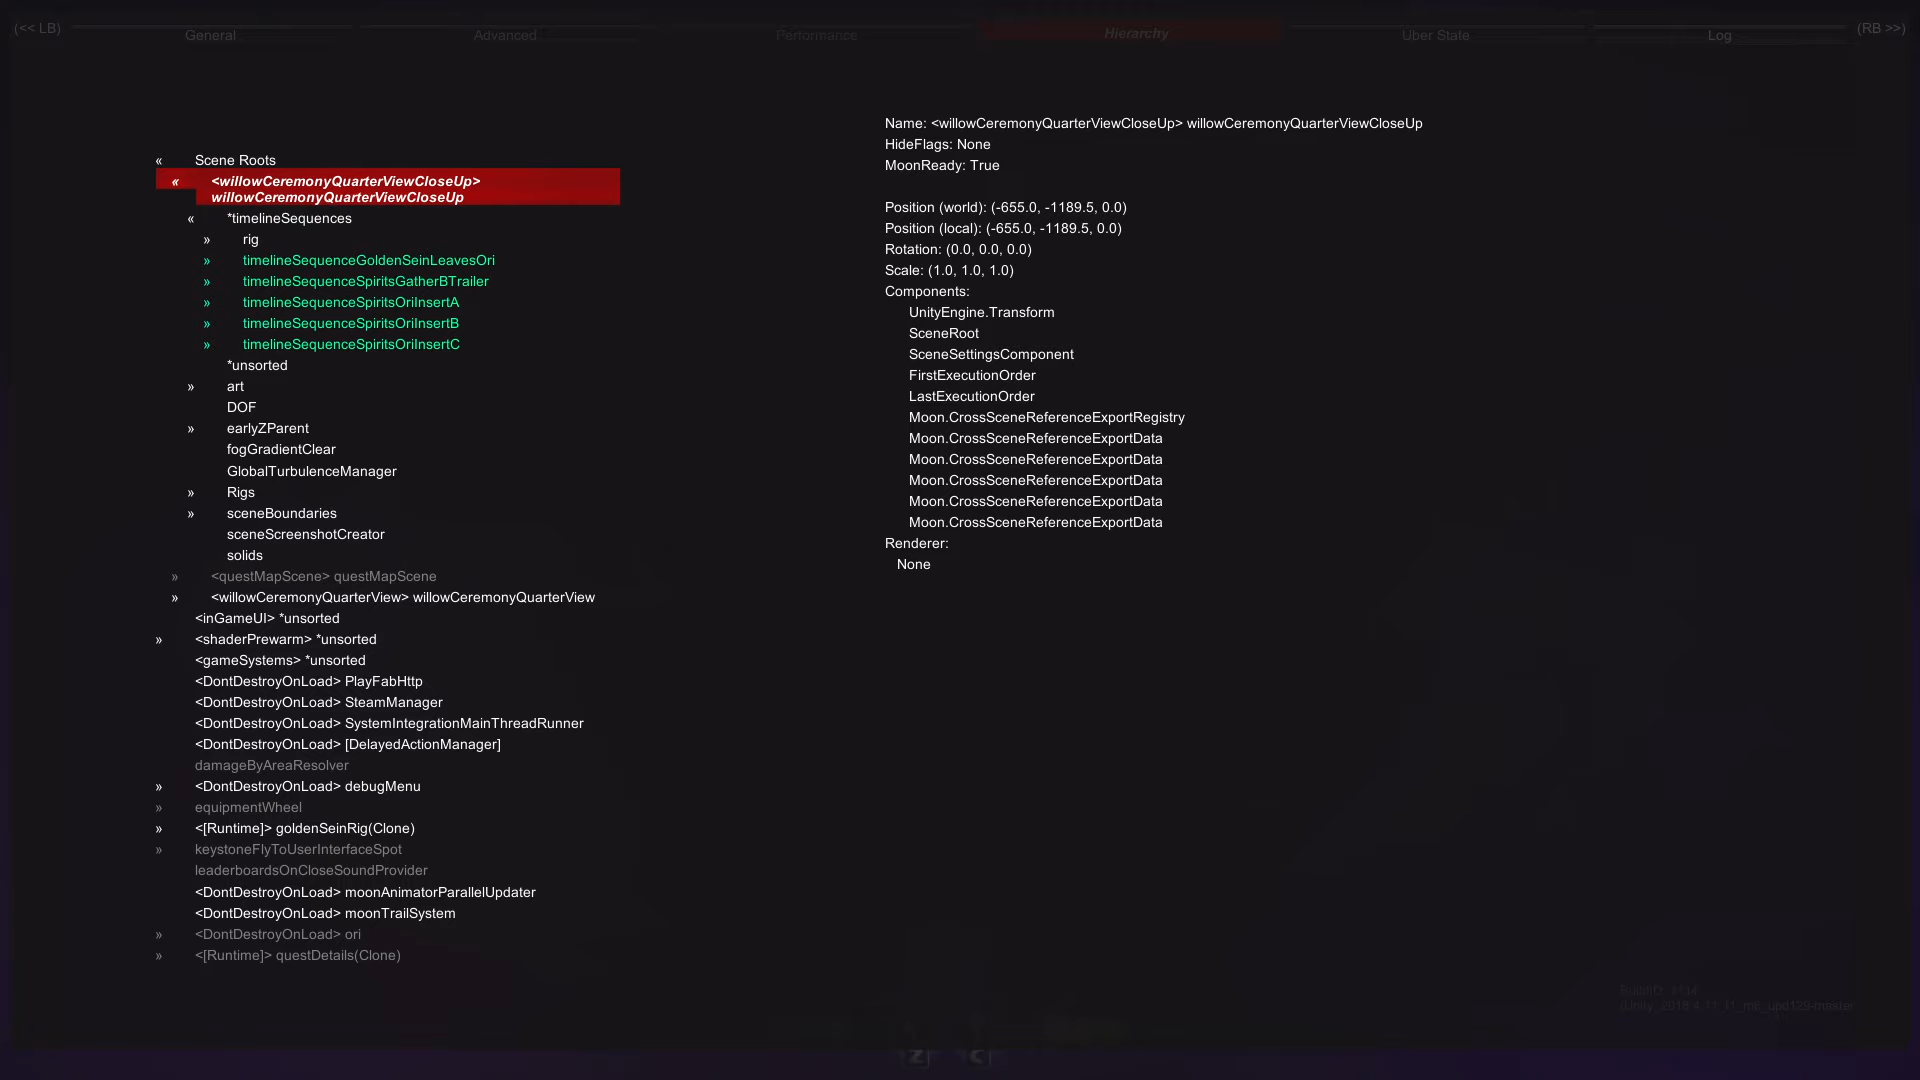 (<< LB)
General
Advanced
Performance
Hierarchy
Uber State
Log
(RB >>)
« Scene Roots
« <willowCeremonyQuarterViewCloseUp>
willowCeremonyQuarterViewCloseUp
« *timelineSequences
» rig
» timelineSequenceGoldenSeinLeavesOri
» timelineSequenceSpiritsGatherBTrailer
» timelineSequenceSpiritsOriInsertA
» timelineSequenceSpiritsOriInsertB
» timelineSequenceSpiritsOriInsertC
*unsorted
» art
DOF
» earlyZParent
fogGradientClear
GlobalTurbulenceManager
» Rigs
» sceneBoundaries
sceneScreenshotCreator
solids
» <questMapScene> questMapScene
» <willowCeremonyQuarterView> willowCeremonyQuarterView
<inGameUI> *unsorted
» <shaderPrewarm> *unsorted
<gameSystems> *unsorted
<DontDestroyOnLoad> PlayFabHttp
<DontDestroyOnLoad> SteamManager
<DontDestroyOnLoad> SystemIntegrationMainThreadRunner
<DontDestroyOnLoad> [DelayedActionManager]
damageByAreaResolver
» <DontDestroyOnLoad> debugMenu
» equipmentWheel
» <[Runtime]> goldenSeinRig(Clone)
» keystoneFlyToUserInterfaceSpot
leaderboardsOnCloseSoundProvider
<DontDestroyOnLoad> moonAnimatorParallelUpdater
<DontDestroyOnLoad> moonTrailSystem
» <DontDestroyOnLoad> ori
» <[Runtime]> questDetails(Clone)
Name: <willowCeremonyQuarterViewCloseUp> willowCeremonyQuarterViewCloseUp
HideFlags: None
MoonReady: True
Position (world): (-655.0, -1189.5, 0.0)
Position (local): (-655.0, -1189.5, 0.0)
Rotation: (0.0, 0.0, 0.0)
Scale: (1.0, 1.0, 1.0)
Components:
UnityEngine.Transform
SceneRoot
SceneSettingsComponent
FirstExecutionOrder
LastExecutionOrder
Moon.CrossSceneReferenceExportRegistry
Moon.CrossSceneReferenceExportData
Moon.CrossSceneReferenceExportData
Moon.CrossSceneReferenceExportData
Moon.CrossSceneReferenceExportData
Moon.CrossSceneReferenceExportData
Renderer:
None
Z C